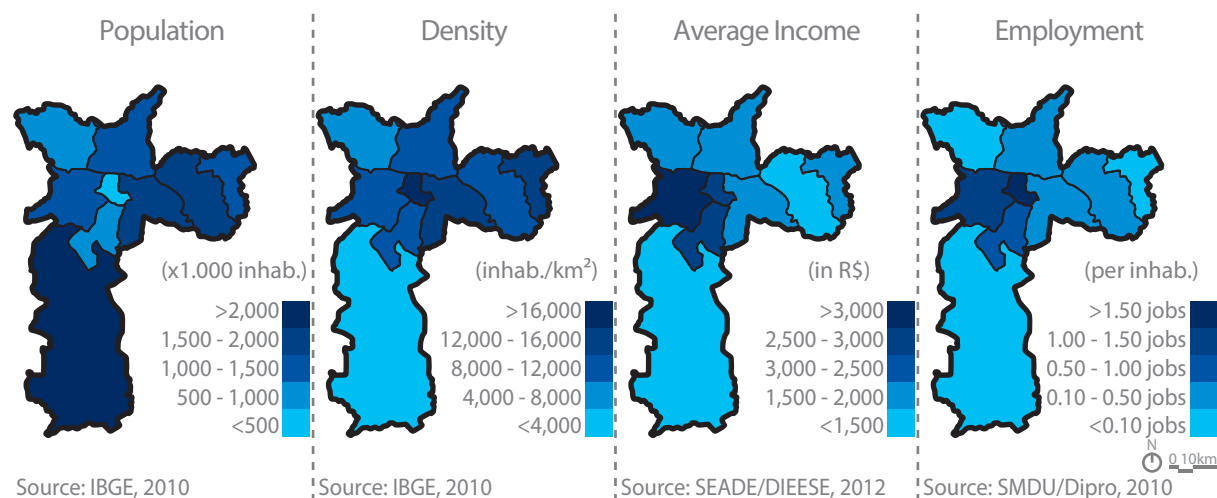 Population
Density
Average Income
Employment
(x1.000 inhab.)
>2,000
1,500 - 2,000
1,000 - 1,500
500 - 1,000
<500
(inhab./km²)
>16,000
12,000 - 16,000
8,000 - 12,000
4,000 - 8,000
<4,000
(in R$)
>3,000
2,500 - 3,000
3,000 - 2,500
1,500 - 2,000
<1,500
(per inhab.)
>1.50 jobs
1.00 - 1.50 jobs
0.50 - 1.00 jobs
0.10 - 0.50 jobs
<0.10 jobs
N
0 10km
Source: IBGE, 2010
Source: IBGE, 2010
Source: SEADE/DIEESE, 2012
Source: SMDU/Dipro, 2010